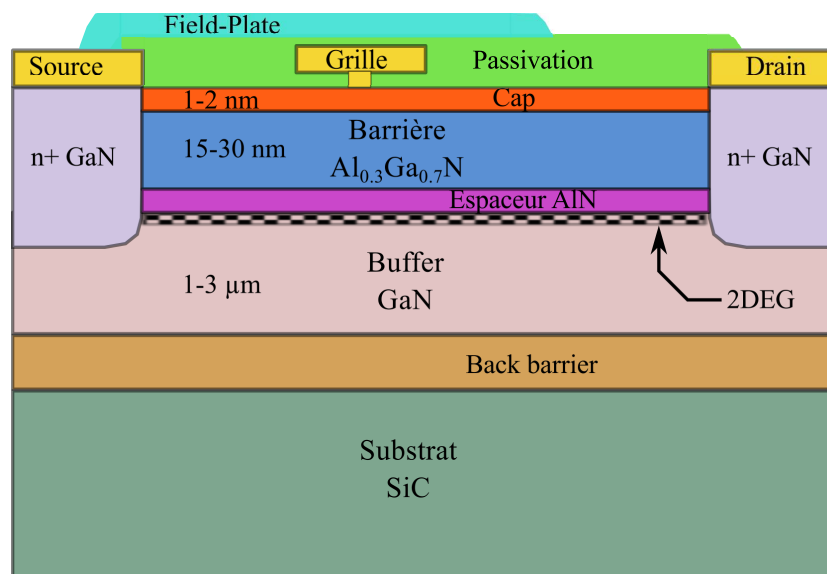 Field-Plate
Source
Grille
Passivation
Drain
1-2 nm
Cap
n+ GaN
15-30 nm
Barrière
Al0.3Ga0.7N
n+ GaN
Espaceur AlN
1-3 µm
Buffer
GaN
2DEG
Back barrier
Substrat
SiC